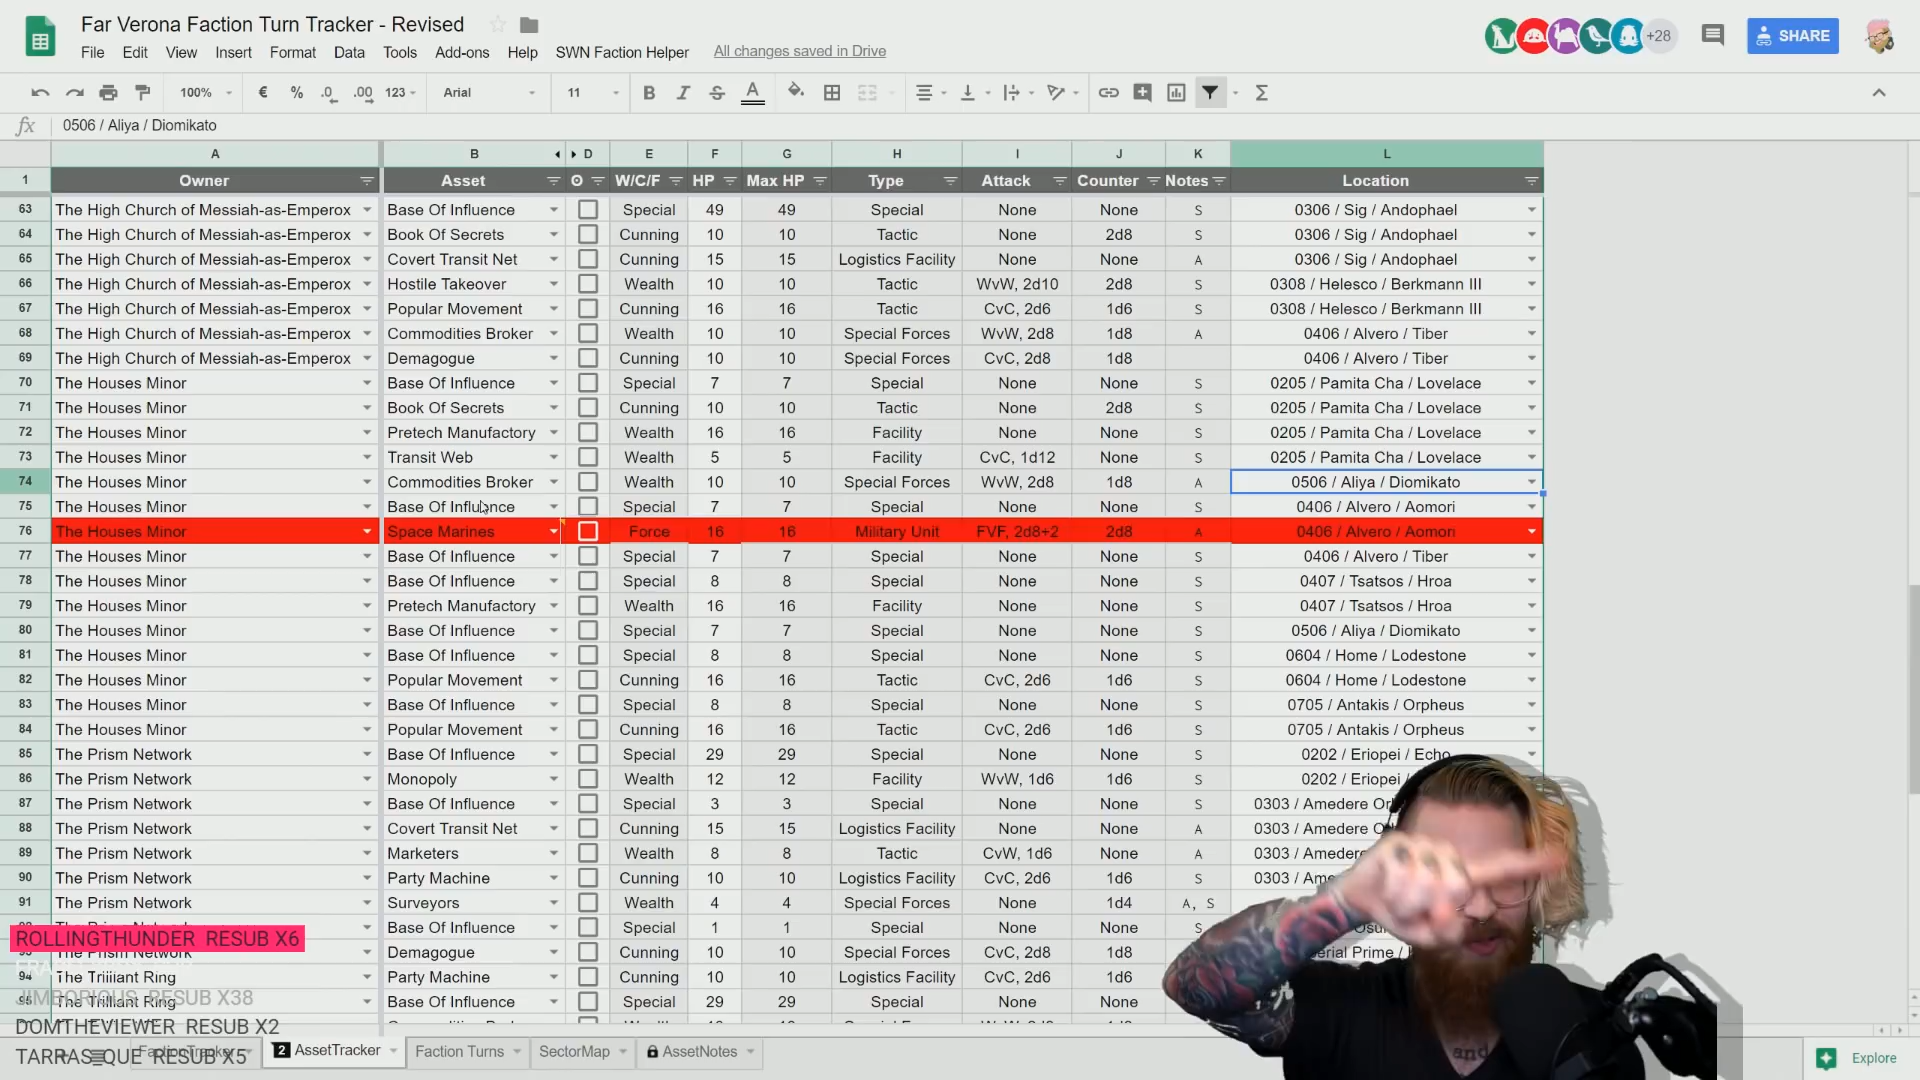 Far Verona Faction Turn Tracker - Revised
File Edit View Insert Format Data Tools Add-ons Help SWN Faction Helper All changes saved in Drive
+28
SHARE
100% € % .0 .00 123 Arial 11 B I S A Σ
fx 0506 / Aliya / Diomikato
A B D E F G H I J K L
1 Owner Asset ʘ W/C/F HP Max HP Type Attack Counter Notes Location
63 The High Church of Messiah-as-Emperox Base Of Influence Special 49 49 Special None None S 0306 / Sig / Andophael
64 The High Church of Messiah-as-Emperox Book Of Secrets Cunning 10 10 Tactic None 2d8 S 0306 / Sig / Andophael
65 The High Church of Messiah-as-Emperox Covert Transit Net Cunning 15 15 Logistics Facility None None A 0306 / Sig / Andophael
66 The High Church of Messiah-as-Emperox Hostile Takeover Wealth 10 10 Tactic WvW, 2d10 2d8 S 0308 / Helesco / Berkmann III
67 The High Church of Messiah-as-Emperox Popular Movement Cunning 16 16 Tactic CvC, 2d6 1d6 S 0308 / Helesco / Berkmann III
68 The High Church of Messiah-as-Emperox Commodities Broker Wealth 10 10 Special Forces WvW, 2d8 1d8 A 0406 / Alvero / Tiber
69 The High Church of Messiah-as-Emperox Demagogue Cunning 10 10 Special Forces CvC, 2d8 1d8 0406 / Alvero / Tiber
70 The Houses Minor Base Of Influence Special 7 7 Special None None S 0205 / Pamita Cha / Lovelace
71 The Houses Minor Book Of Secrets Cunning 10 10 Tactic None 2d8 S 0205 / Pamita Cha / Lovelace
72 The Houses Minor Pretech Manufactory Wealth 16 16 Facility None None S 0205 / Pamita Cha / Lovelace
73 The Houses Minor Transit Web Wealth 5 5 Facility CvC, 1d12 None S 0205 / Pamita Cha / Lovelace
74 The Houses Minor Commodities Broker Wealth 10 10 Special Forces WvW, 2d8 1d8 A 0506 / Aliya / Diomikato
75 The Houses Minor Base Of Influence Special 7 7 Special None None S 0406 / Alvero / Aomori
76 The Houses Minor Space Marines Force 16 16 Military Unit FVF, 2d8+2 2d8 A 0406 / Alvero / Aomori
77 The Houses Minor Base Of Influence Special 7 7 Special None None S 0406 / Alvero / Tiber
78 The Houses Minor Base Of Influence Special 8 8 Special None None S 0407 / Tsatsos / Hroa
79 The Houses Minor Pretech Manufactory Wealth 16 16 Facility None None S 0407 / Tsatsos / Hroa
80 The Houses Minor Base Of Influence Special 7 7 Special None None S 0506 / Aliya / Diomikato
81 The Houses Minor Base Of Influence Special 8 8 Special None None S 0604 / Home / Lodestone
82 The Houses Minor Popular Movement Cunning 16 16 Tactic CvC, 2d6 1d6 S 0604 / Home / Lodestone
83 The Houses Minor Base Of Influence Special 8 8 Special None None S 0705 / Antakis / Orpheus
84 The Houses Minor Popular Movement Cunning 16 16 Tactic CvC, 2d6 1d6 S 0705 / Antakis / Orpheus
85 The Prism Network Base Of Influence Special 29 29 Special None None S 0202 / Eriopei / Echo
86 The Prism Network Monopoly Wealth 12 12 Facility WvW, 1d6 1d6 S 0202 / Eriopei /
87 The Prism Network Base Of Influence Special 3 3 Special None None S 0303 / Amedere
88 The Prism Network Covert Transit Net Cunning 15 15 Logistics Facility None None A 0303 / Amedere
89 The Prism Network Marketers Wealth 8 8 Tactic CvW, 1d6 None A 0303 / Amedere
90 The Prism Network Party Machine Cunning 10 10 Logistics Facility CvC, 2d6 1d6 S 0303 /
91 The Prism Network Surveyors Wealth 4 4 Special Forces None 1d4 A, S
Base Of Influence Special 1 1 Special None None S
ROLLINGTHUNDER RESUB X6
The Prism Network Demagogue Cunning 10 10 Special Forces CvC, 2d8 1d8 Prime /
94 The Trilliant Ring Party Machine Cunning 10 10 Logistics Facility CvC, 2d6 1d6
JIMBORIOUS RESUB X38
The Trilliant Ring Base Of Influence Special 29 29 Special None None
DOMTHEVIEWER RESUB X2
TARRAS_QUE RESUB X5
FactionTracker 2 AssetTracker Faction Turns SectorMap AssetNotes
and
Explore